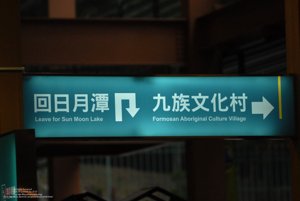 回日月潭 九族文化村
Leave for Sun Moon Lake Formosan Aboriginal Culture Village